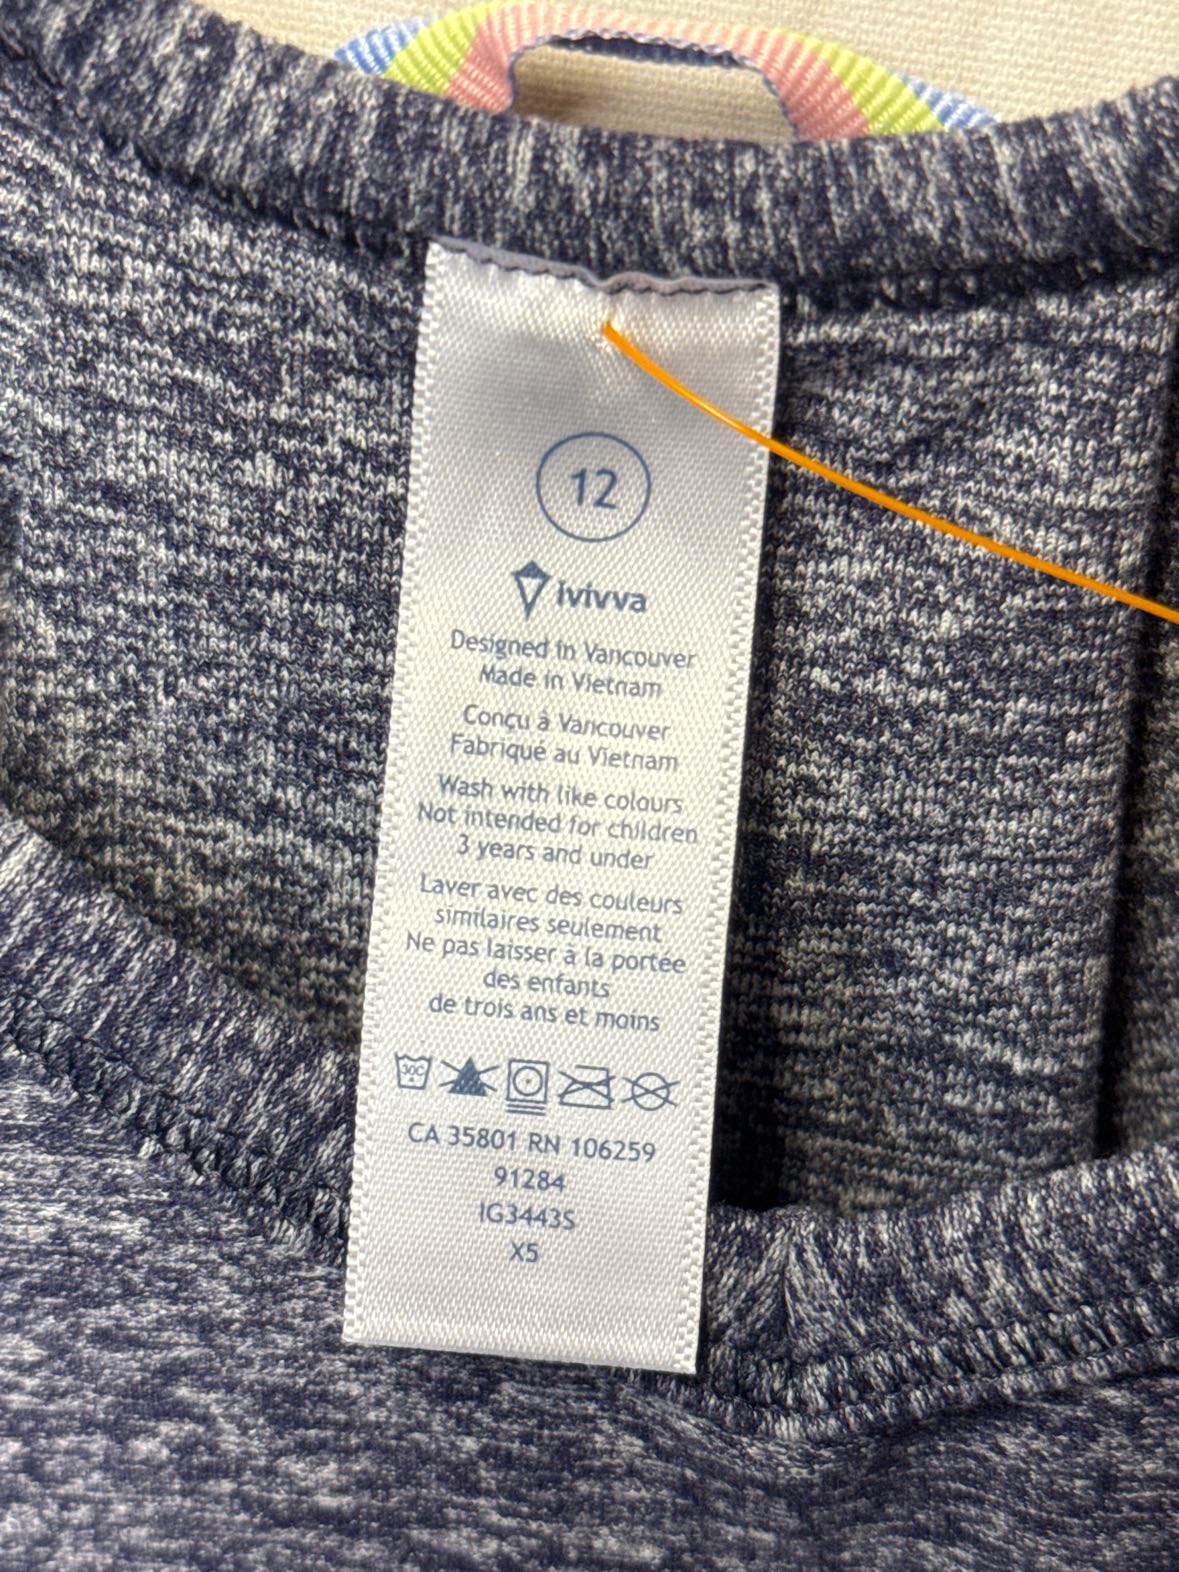 12
ivivva
Designed in Vancouver
Made in Vietnam
Conçu à Vancouver
Fabriqué au Vietnam
Wash with like colours
Not intended for children
3 years and under
Laver avec des couleurs
similaires seulement
Ne pas laisser à la portée
des enfants
de trois ans et moins
30C
CA 35801 RN 106259
91284
IG3443S
X5